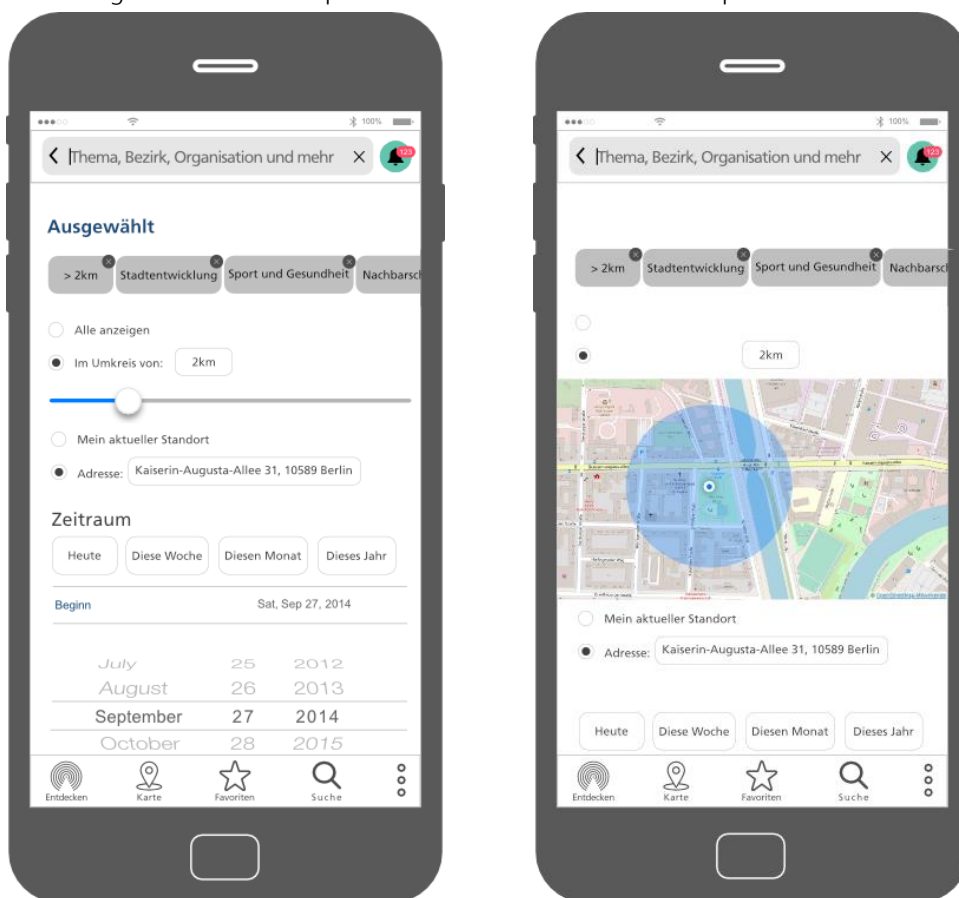 100%
Thema, Bezirk, Organisation und mehr
123
Ausgewählt
> 2km
Stadtentwicklung
Sport und Gesundheit
Nachbarsch
Alle anzeigen
Im Umkreis von:
2km
Mein aktueller Standort
Adresse:
Kaiserin-Augusta-Allee 31, 10589 Berlin
Zeitraum
Heute
Diese Woche
Diesen Monat
Dieses Jahr
Beginn
Sat, Sep 27, 2014
July 25 2012
August 26 2013
September 27 2014
October 28 2015
Entdecken
Karte
Favoriten
Suche
100%
Thema, Bezirk, Organisation und mehr
123
> 2km
Stadtentwicklung
Sport und Gesundheit
Nachbarsch
2km
Mein aktueller Standort
Adresse:
Kaiserin-Augusta-Allee 31, 10589 Berlin
Heute
Diese Woche
Diesen Monat
Dieses Jahr
Entdecken
Karte
Favoriten
Suche